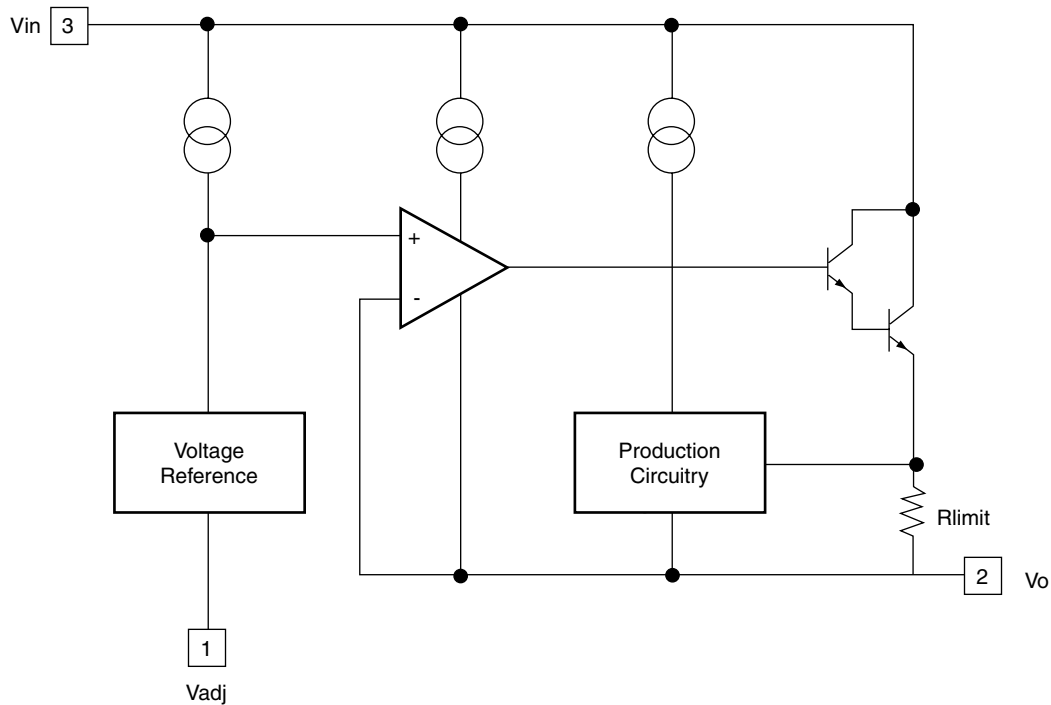 Vin 3
+
-
Voltage
Reference
Production
Circuitry
Rlimit
2 Vo
1
Vadj